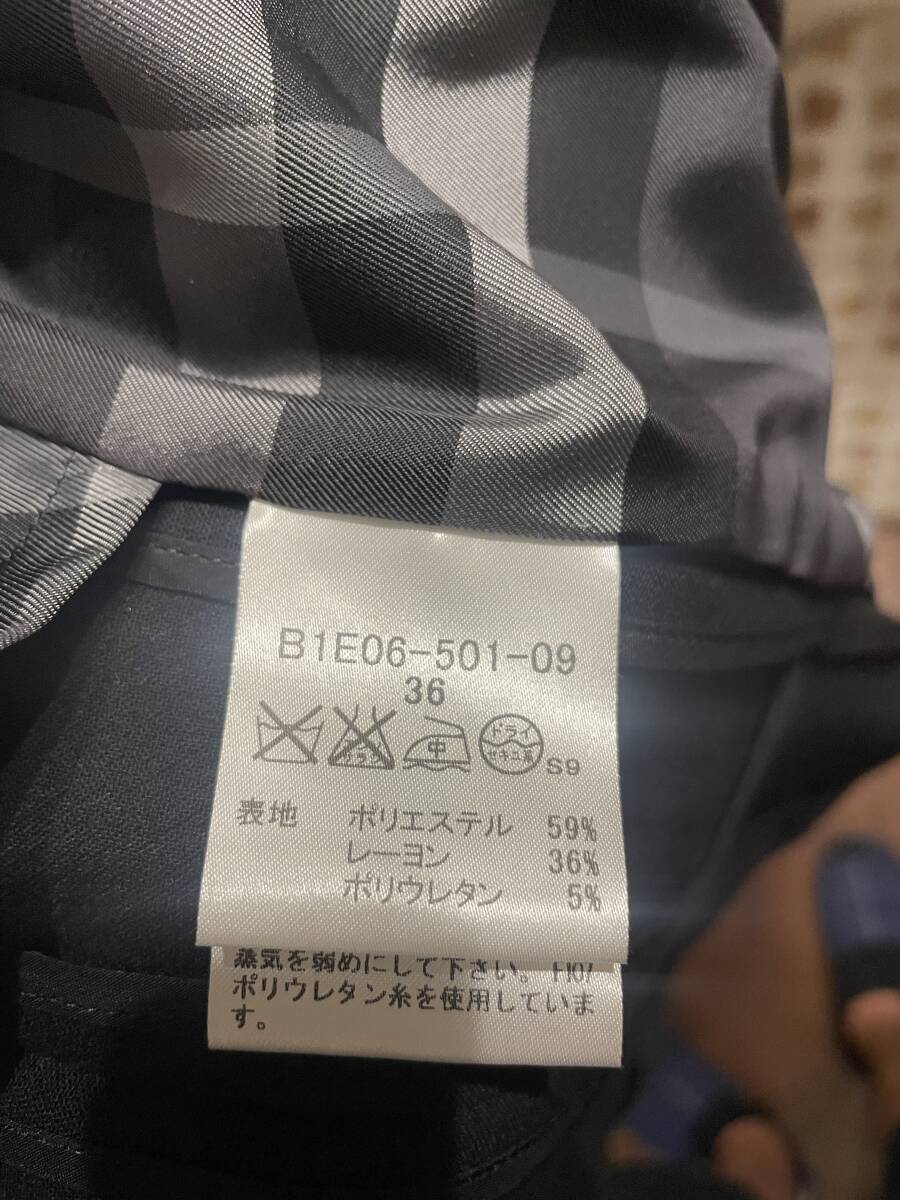 B1E06-501-09
36
中 ドライ セキユ系 S9
表地 ポリエステル 59%
レーヨン 36%
ポリウレタン 5%
蒸気を弱めにして下さい。 F107
ポリウレタン糸を使用していま
す。